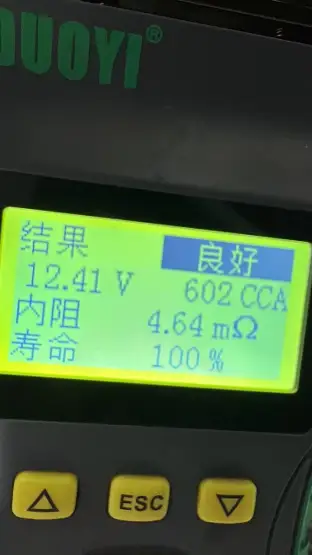 DUOYI®
结果 良好
12.41 V 602 CCA
内阻 4.64 mΩ
寿命 100 %
△ ESC ▽